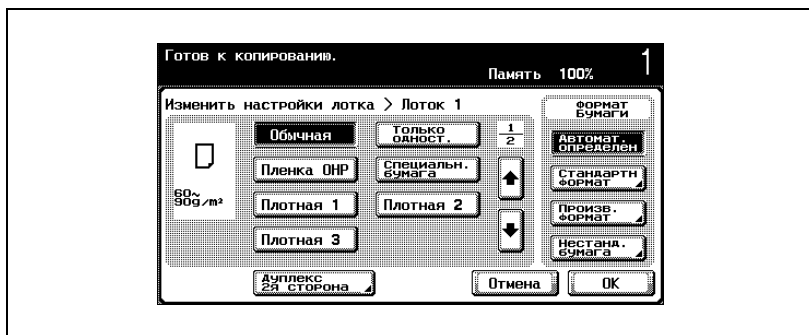 Готов к копированию.
Память 100% 1
Изменить настройки лотка > Лоток 1
Формат бумаги
Обычная
Только одност.
1/2
Автомат. определен
Пленка OHP
Специальн. бумага
Стандартн формат
60~
90g/m²
Плотная 1
Плотная 2
Произв. формат
Плотная 3
Нестанд. бумага
Дуплекс 2я сторона
Отмена
OK